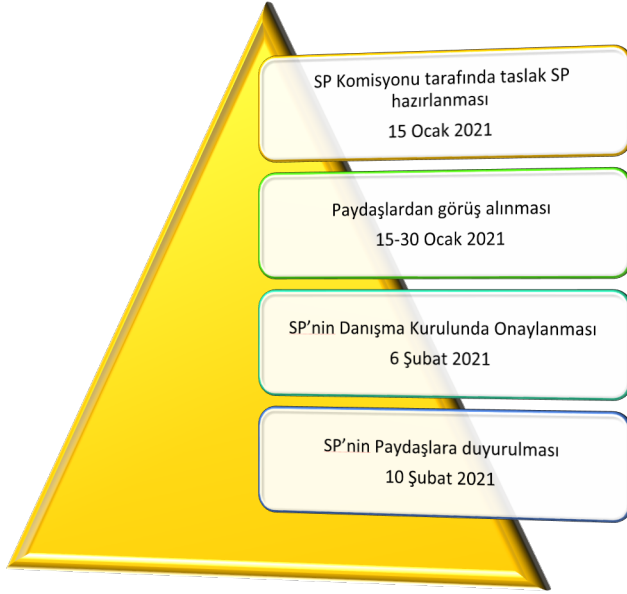 SP Komisyonu tarafında taslak SP
hazırlanması
15 Ocak 2021
Paydaşlardan görüş alınması
15-30 Ocak 2021
SP’nin Danışma Kurulunda Onaylanması
6 Şubat 2021
SP’nin Paydaşlara duyurulması
10 Şubat 2021